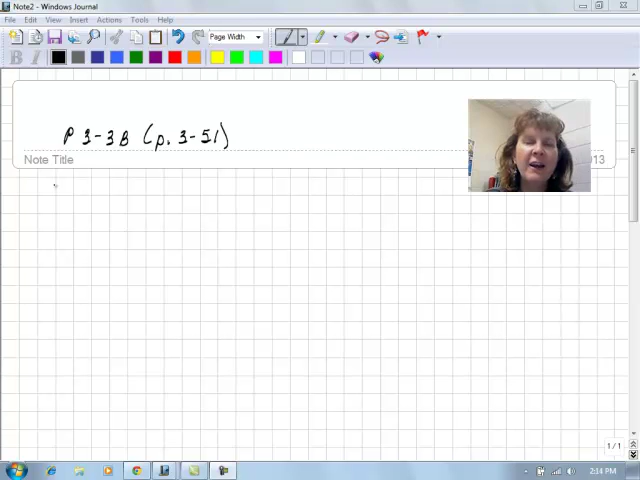 Note2 - Windows Journal
File Edit View Insert Actions Tools Help
Page Width
B I
P 3-3B (p. 3-51)
Note Title
013
1/1
2:14 PM